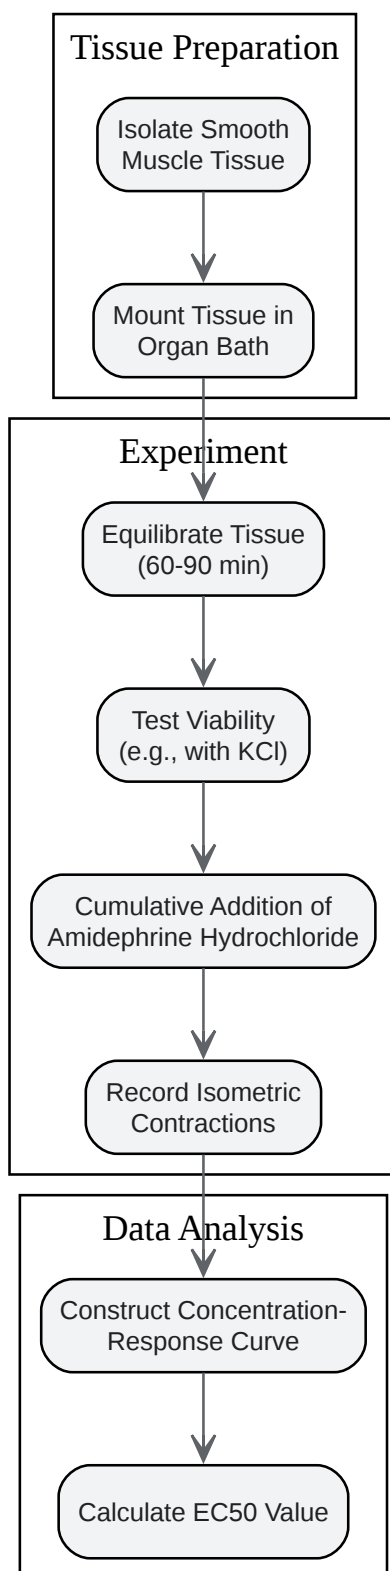 Tissue Preparation
Isolate Smooth
Muscle Tissue
Mount Tissue in
Organ Bath
Experiment
Equilibrate Tissue
(60-90 min)
Test Viability
(e.g., with KCl)
Cumulative Addition of
Amidephrine Hydrochloride
Record Isometric
Contractions
Data Analysis
Construct Concentration-
Response Curve
Calculate EC50 Value